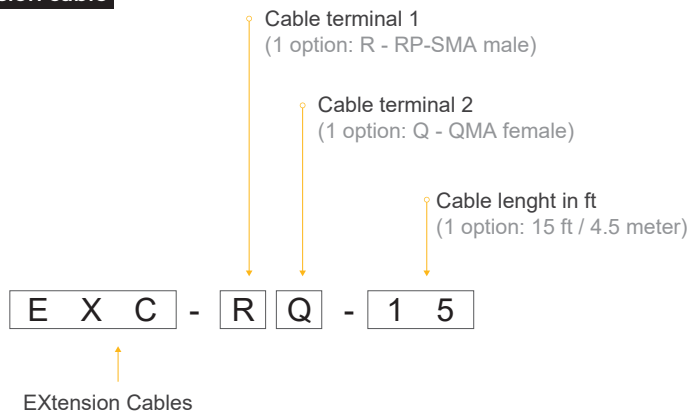 Cable terminal 1
(1 option: R - RP-SMA male)
Cable terminal 2
(1 option: Q - QMA female)
Cable lenght in ft
(1 option: 15 ft / 4.5 meter)
E X C - R Q - 1 5
EXtension Cables